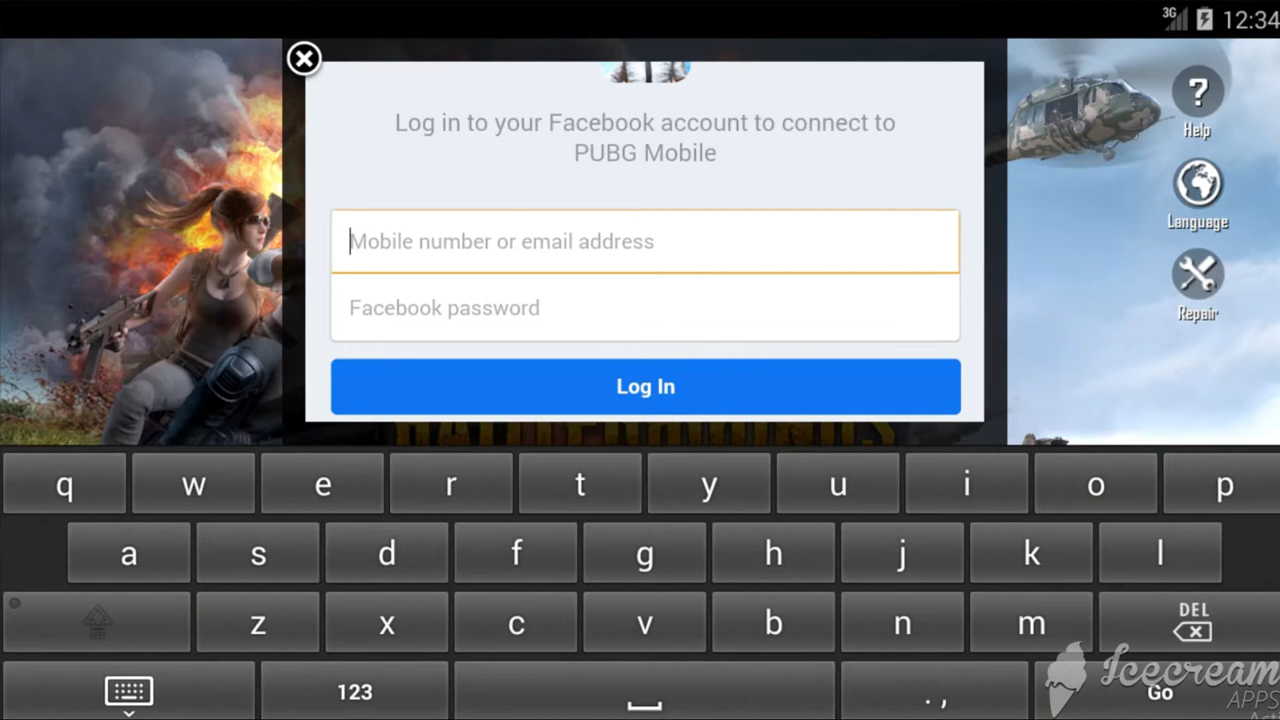 3G 12:34
Log in to your Facebook account to connect to
PUBG Mobile
Mobile number or email address
Facebook password
Log In
?
Help
Language
Repair
q w e r t y u i o p
a s d f g h j k l
z x c v b n m DEL
123 . , Go
Icecream
APPS